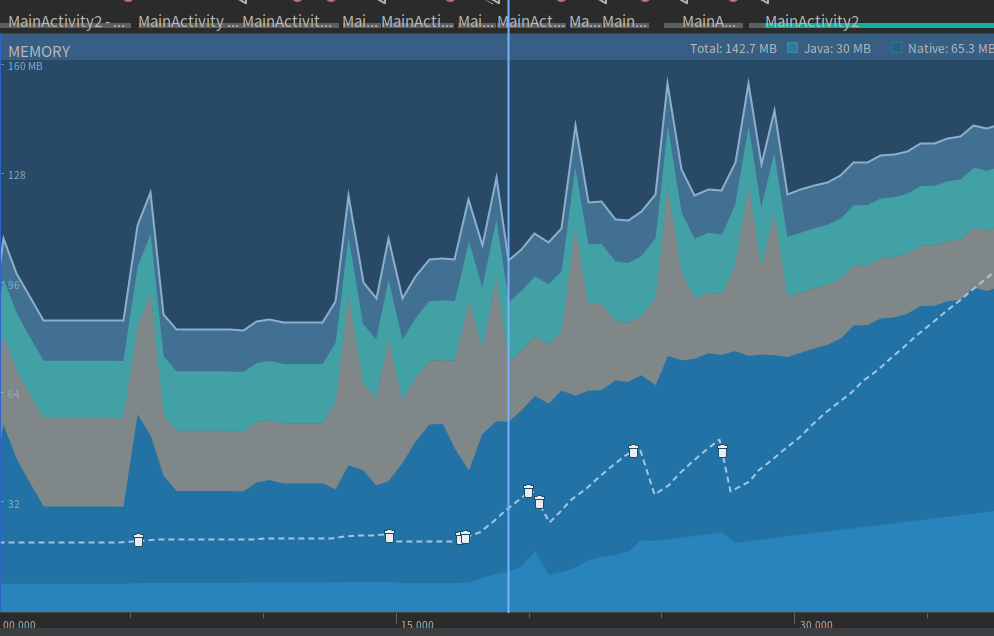 MainActivity2 - ... MainActivity ... MainActivit... Mai... MainActi... Mai... MainAct... Ma... Main... MainA... MainActivity2
MEMORY Total: 142.7 MB Java: 30 MB Native: 65.3 MB
160 MB
128
96
64
32
00.000 15.000 30.000